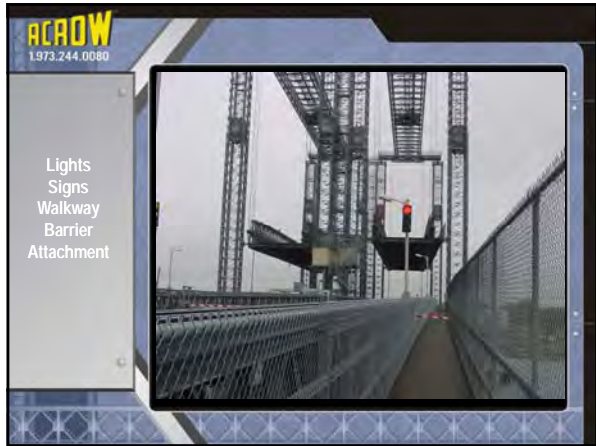 ACROW
1.973.244.0080
Lights
Signs
Walkway
Barrier
Attachment